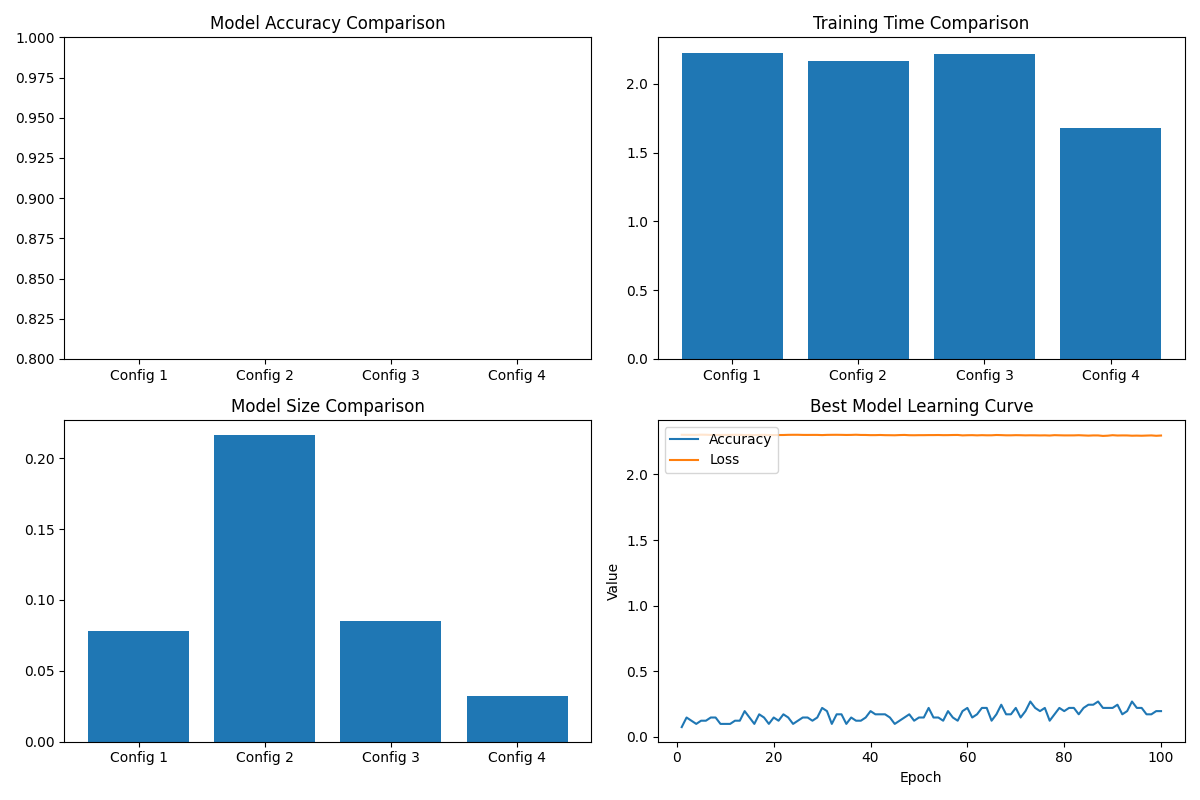 Model Accuracy Comparison
1.000
0.975
0.950
0.925
0.900
0.875
0.850
0.825
0.800
Config 1 Config 2 Config 3 Config 4
Training Time Comparison
2.0
1.5
1.0
0.5
0.0
Config 1 Config 2 Config 3 Config 4
Model Size Comparison
0.20
0.15
0.10
0.05
0.00
Config 1 Config 2 Config 3 Config 4
Best Model Learning Curve
Accuracy
Loss
Value
2.0
1.5
1.0
0.5
0.0
0 20 40 60 80 100
Epoch